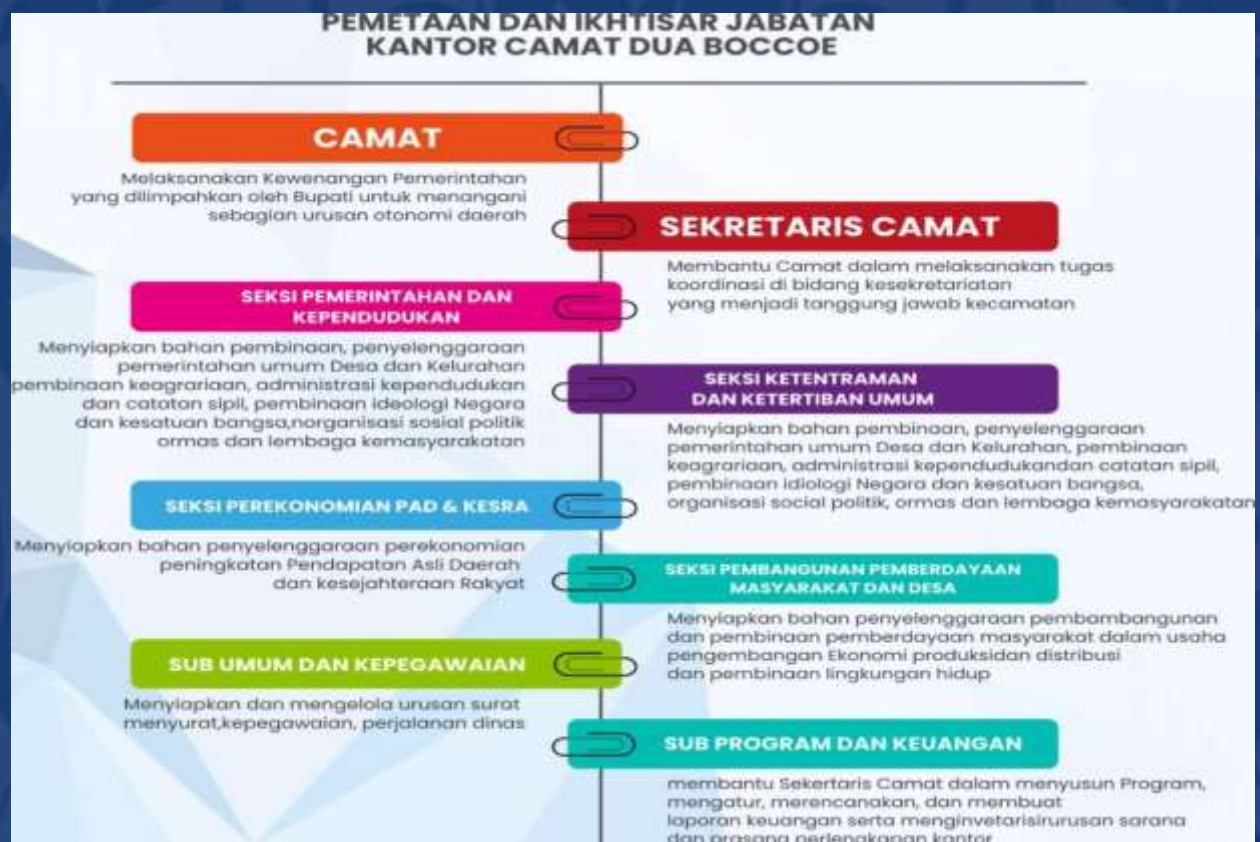 PEMETAAN DAN IKHTISAR JABATAN
KANTOR CAMAT DUA BOCCOE
CAMAT
Melaksanakan Kewenangan Pemerintahan
yang dilimpahkan oleh Bupati untuk menangani
sebagian urusan otonomi daerah
SEKRETARIS CAMAT
Membantu Camat dalam melaksanakan tugas
koordinasi di bidang kesekretariatan
yang menjadi tanggung jawab kecamatan
SEKSI PEMERINTAHAN DAN
KEPENDUDUKAN
Menyiapkan bahan pembinaan, penyelenggaraan
pemerintahan umum Desa dan Kelurahan
pembinaan keagrariaan, administrasi kependudukan
dan catatan sipil, pembinaan ideologi Negara
dan kesatuan bangsa,norganisasi sosial politik
ormas dan lembaga kemasyarakatan
SEKSI KETENTRAMAN
DAN KETERTIBAN UMUM
Menyiapkan bahan pembinaan, penyelenggaraan
pemerintahan umum Desa dan Kelurahan, pembinaan
keagrariaan, administrasi kependudukandan catatan sipil,
pembinaan idiologi Negara dan kesatuan bangsa,
organisasi social politik, ormas dan lembaga kemasyarakatan
SEKSI PEREKONOMIAN PAD & KESRA
Menyiapkan bahan penyelenggaraan perekonomian
peningkatan Pendapatan Asli Daerah
dan kesejahteraan Rakyat
SEKSI PEMBANGUNAN PEMBERDAYAAN
MASYARAKAT DAN DESA
Menyiapkan bahan penyelenggaraan pembambangunan
dan pembinaan pemberdayaan masyarakat dalam usaha
pengembangan Ekonomi produksidan distribusi
dan pembinaan lingkungan hidup
SUB UMUM DAN KEPEGAWAIAN
Menyiapkan dan mengelola urusan surat
menyurat,kepegawaian, perjalanan dinas
SUB PROGRAM DAN KEUANGAN
membantu Sekertaris Camat dalam menyusun Program,
mengatur, merencanakan, dan membuat
laporan keuangan serta menginvetarisirurusan sarana
dan prasana perlengkapan kantor